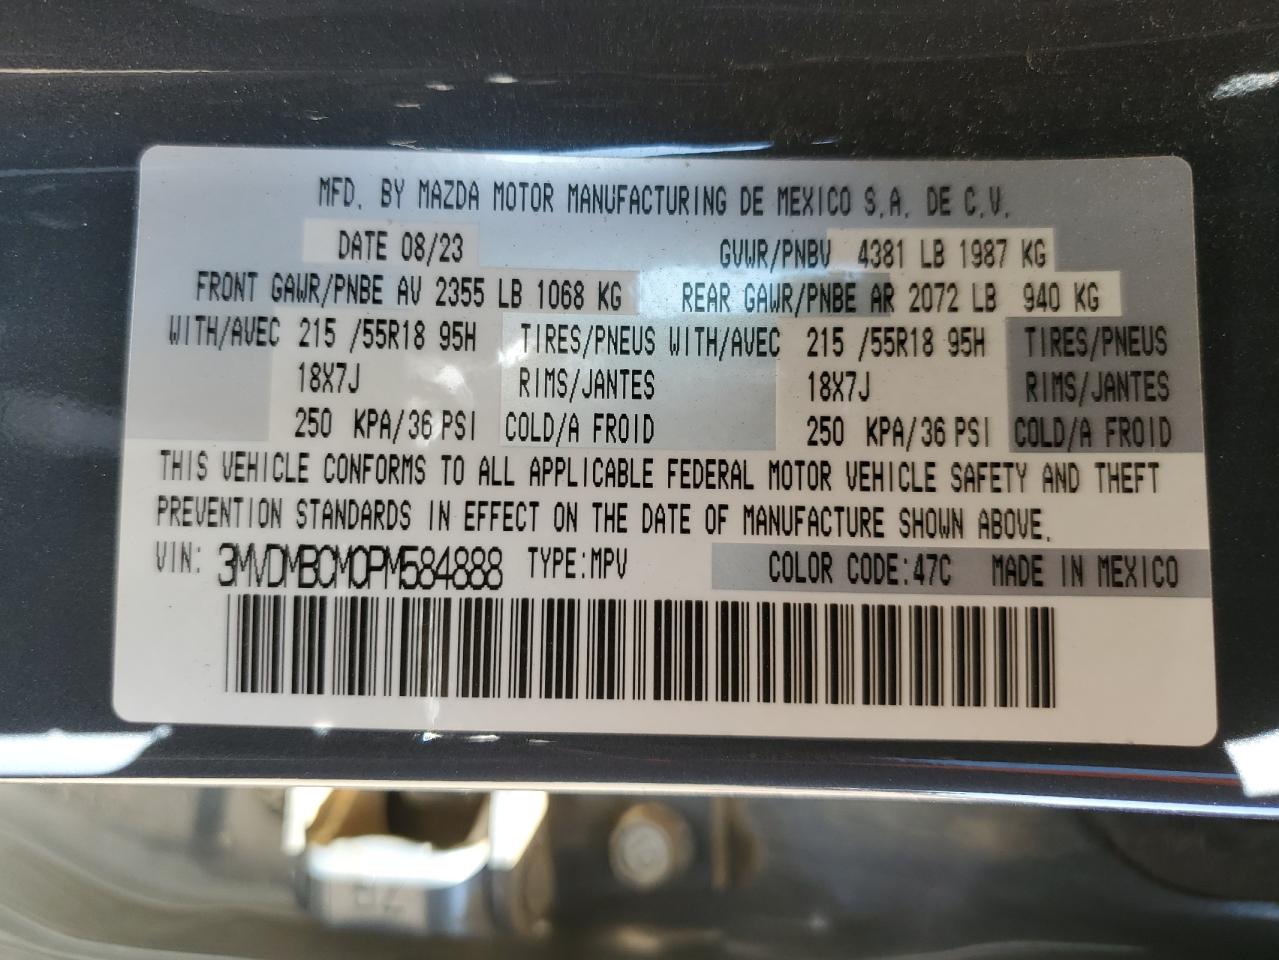 MFD. BY MAZDA MOTOR MANUFACTURING DE MEXICO S.A. DE C.V.
DATE 08/23 GVWR/PNBV 4381 LB 1987 KG
FRONT GAWR/PNBE AV 2355 LB 1068 KG REAR GAWR/PNBE AR 2072 LB 940 KG
WITH/AVEC 215 /55R18 95H TIRES/PNEUS WITH/AVEC 215 /55R18 95H TIRES/PNEUS
18X7J RIMS/JANTES 18X7J RIMS/JANTES
250 KPA/36 PSI COLD/A FROID 250 KPA/36 PSI COLD/A FROID
THIS VEHICLE CONFORMS TO ALL APPLICABLE FEDERAL MOTOR VEHICLE SAFETY AND THEFT
PREVENTION STANDARDS IN EFFECT ON THE DATE OF MANUFACTURE SHOWN ABOVE.
VIN: 3MVDMBCM0PM584888 TYPE:MPV COLOR CODE:47C MADE IN MEXICO